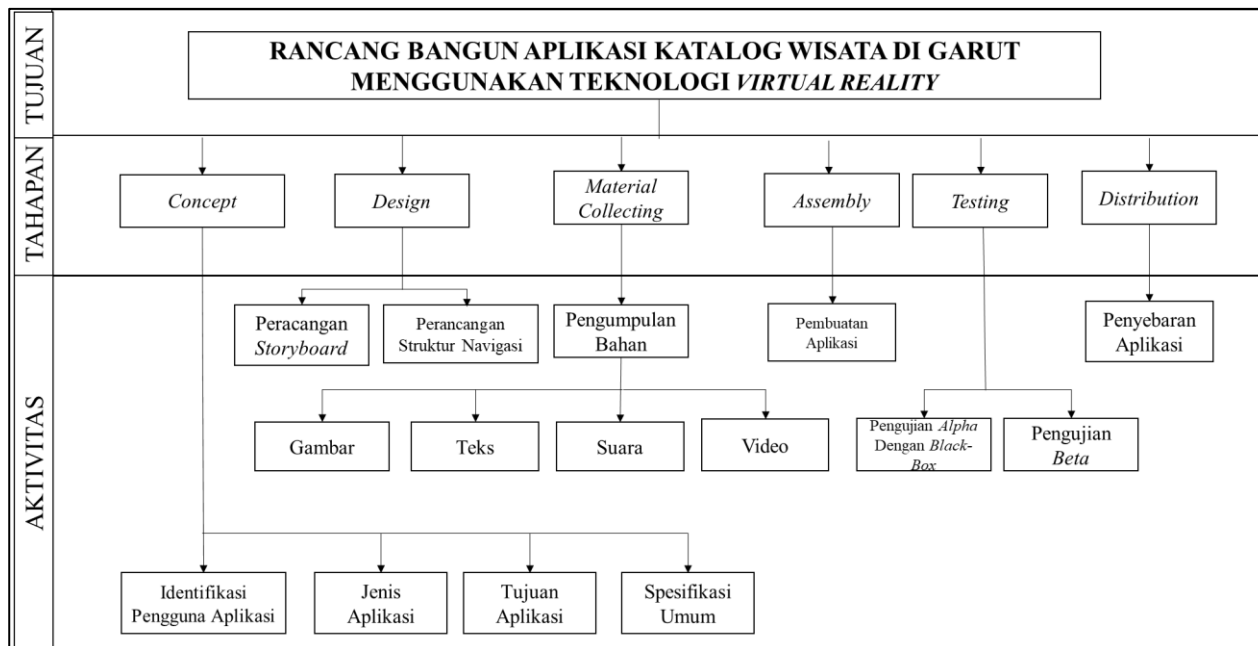 TUJUAN
RANCANG BANGUN APLIKASI KATALOG WISATA DI GARUT
MENGGUNAKAN TEKNOLOGI VIRTUAL REALITY
TAHAPAN
Concept
Design
Material
Collecting
Assembly
Testing
Distribution
AKTIVITAS
Peracangan
Storyboard
Perancangan
Struktur Navigasi
Pengumpulan
Bahan
Pembuatan
Aplikasi
Penyebaran
Aplikasi
Gambar
Teks
Suara
Video
Pengujian Alpha
Dengan Black-
Box
Pengujian
Beta
Identifikasi
Pengguna Aplikasi
Jenis
Aplikasi
Tujuan
Aplikasi
Spesifikasi
Umum